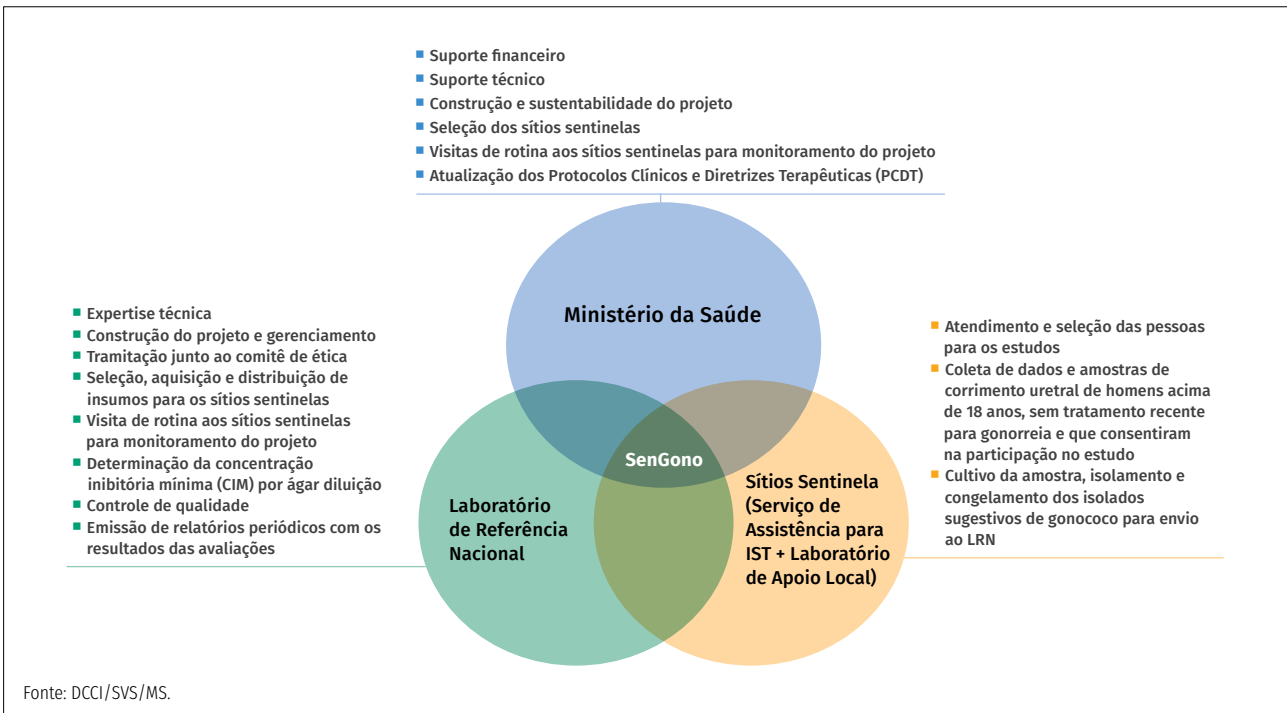 ■ Suporte financeiro
■ Suporte técnico
■ Construção e sustentabilidade do projeto
■ Seleção dos sítios sentinelas
■ Visitas de rotina aos sítios sentinelas para monitoramento do projeto
■ Atualização dos Protocolos Clínicos e Diretrizes Terapêuticas (PCDT)
Ministério da Saúde
■ Expertise técnica
■ Construção do projeto e gerenciamento
■ Tramitação junto ao comitê de ética
■ Seleção, aquisição e distribuição de
insumos para os sítios sentinelas
■ Visita de rotina aos sítios sentinelas
para monitoramento do projeto
■ Determinação da concentração
inibitória mínima (CIM) por ágar diluição
■ Controle de qualidade
■ Emissão de relatórios periódicos com os
resultados das avaliações
Laboratório
de Referência
Nacional
SenGono
Sítios Sentinela
(Serviço de
Assistência para
IST + Laboratório
de Apoio Local)
■ Atendimento e seleção das pessoas
para os estudos
■ Coleta de dados e amostras de
corrimento uretral de homens acima
de 18 anos, sem tratamento recente
para gonorreia e que consentiram
na participação no estudo
■ Cultivo da amostra, isolamento e
congelamento dos isolados
sugestivos de gonococo para envio
ao LRN
Fonte: DCCI/SVS/MS.